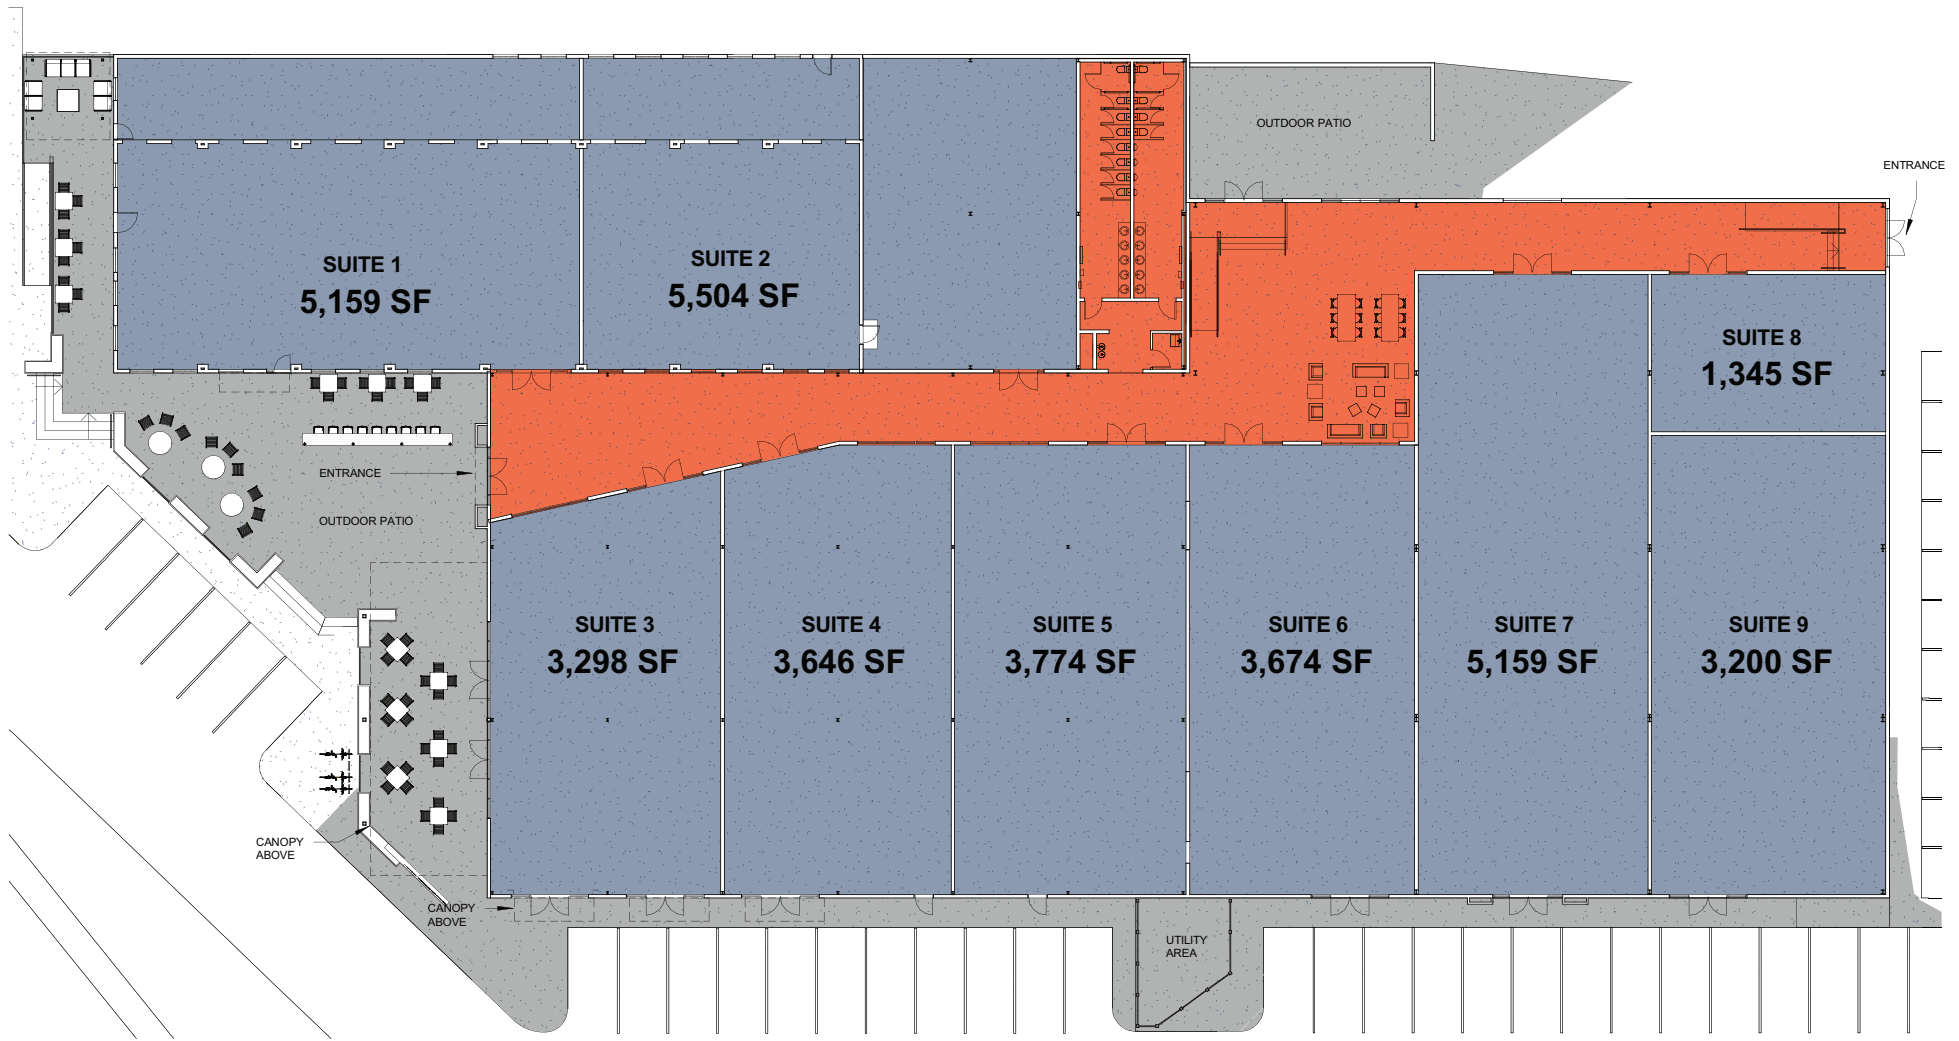 OUTDOOR PATIO
ENTRANCE
SUITE 1
5,159 SF
SUITE 2
5,504 SF
SUITE 8
1,345 SF
ENTRANCE
OUTDOOR PATIO
SUITE 3
3,298 SF
SUITE 4
3,646 SF
SUITE 5
3,774 SF
SUITE 6
3,674 SF
SUITE 7
5,159 SF
SUITE 9
3,200 SF
CANOPY
ABOVE
CANOPY
ABOVE
UTILITY
AREA